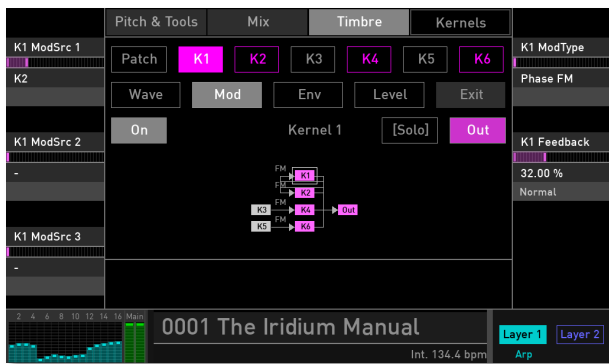 Pitch & Tools Mix Timbre Kernels
K1 ModSrc 1
K2
Patch K1 K2 K3 K4 K5 K6
K1 ModType
Phase FM
Wave Mod Env Level Exit
On Kernel 1 [Solo] Out
K1 ModSrc 2
-
K1 Feedback
32.00 %
Normal
FM
K1
FM
K2
FM
K3 K4 Out
FM
K5 K6
K1 ModSrc 3
-
2 4 6 8 10 12 14 16 Main
0001 The Iridium Manual
Int. 134.4 bpm
Layer 1 Layer 2
Arp